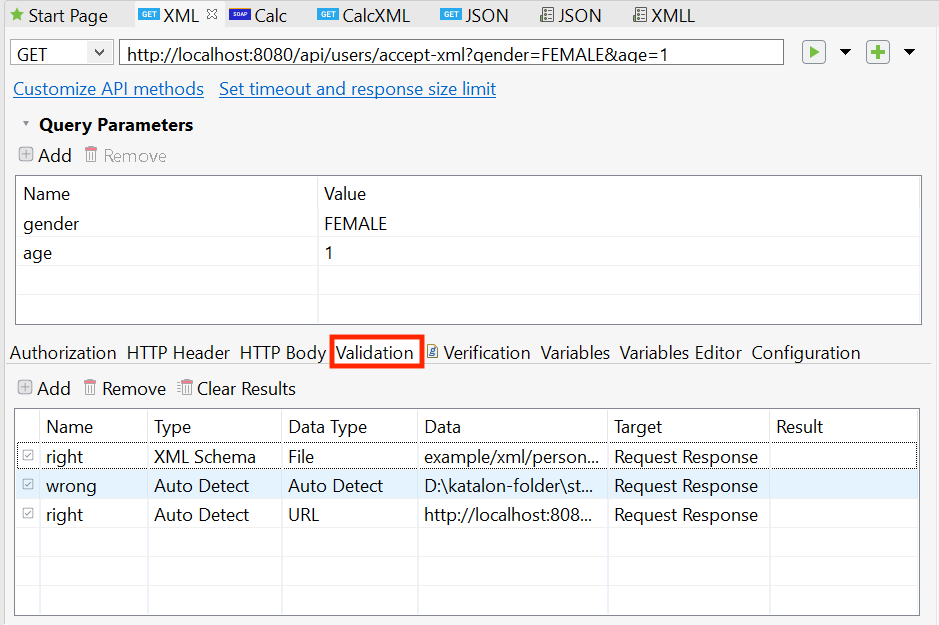 Start Page GET XML SOAP Calc GET CalcXML GET JSON JSON XMLL
GET http://localhost:8080/api/users/accept-xml?gender=FEMALE&age=1
Customize API methods Set timeout and response size limit
Query Parameters
Add Remove
Name Value
gender FEMALE
age 1
Authorization HTTP Header HTTP Body Validation Verification Variables Variables Editor Configuration
Add Remove Clear Results
Name Type Data Type Data Target Result
right XML Schema File example/xml/person... Request Response
wrong Auto Detect Auto Detect D:\katalon-folder\st... Request Response
right Auto Detect URL http://localhost:808... Request Response